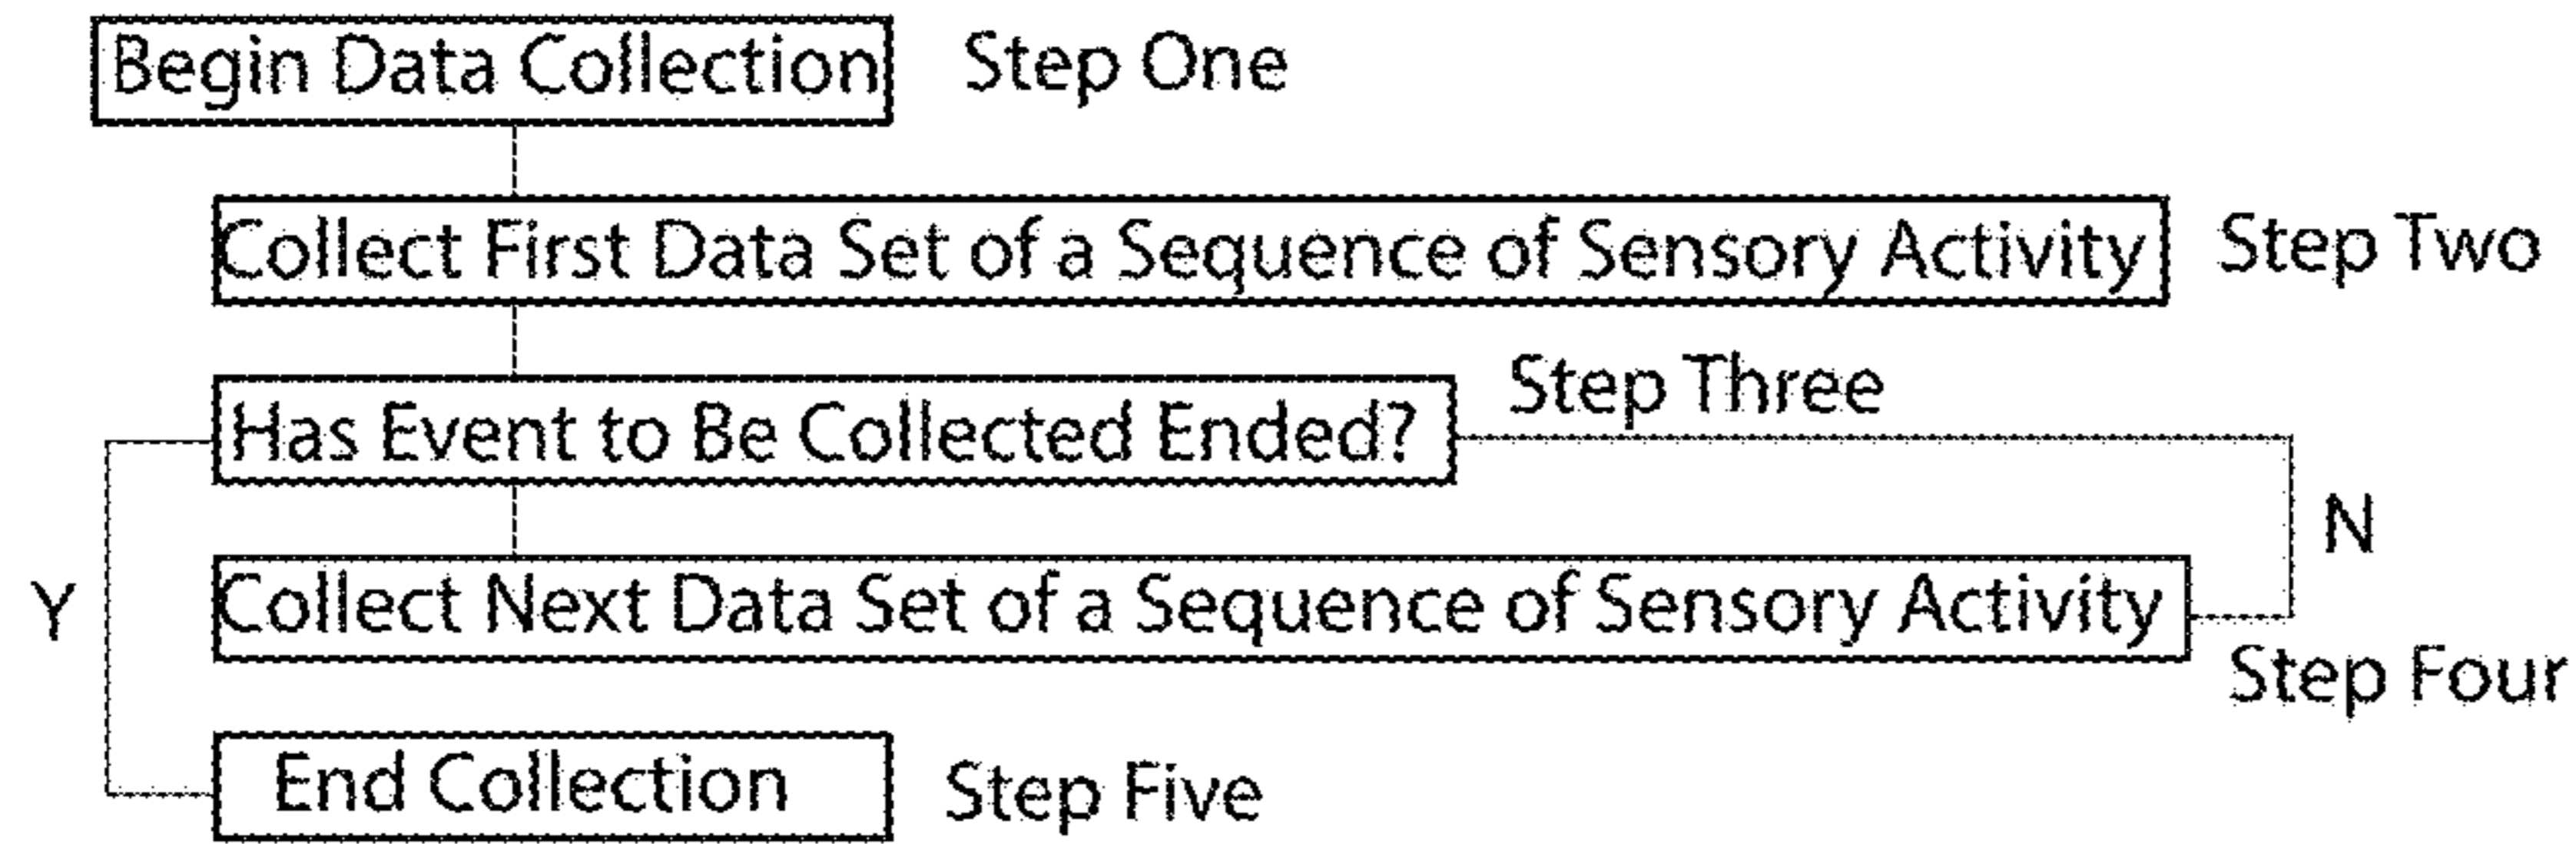 Begin Data Collection Step One
Collect First Data Set of a Sequence of Sensory Activity Step Two
Step Three
Has Event to Be Collected Ended?
N
Y
Collect Next Data Set of a Sequence of Sensory Activity
Step Four
End Collection Step Five